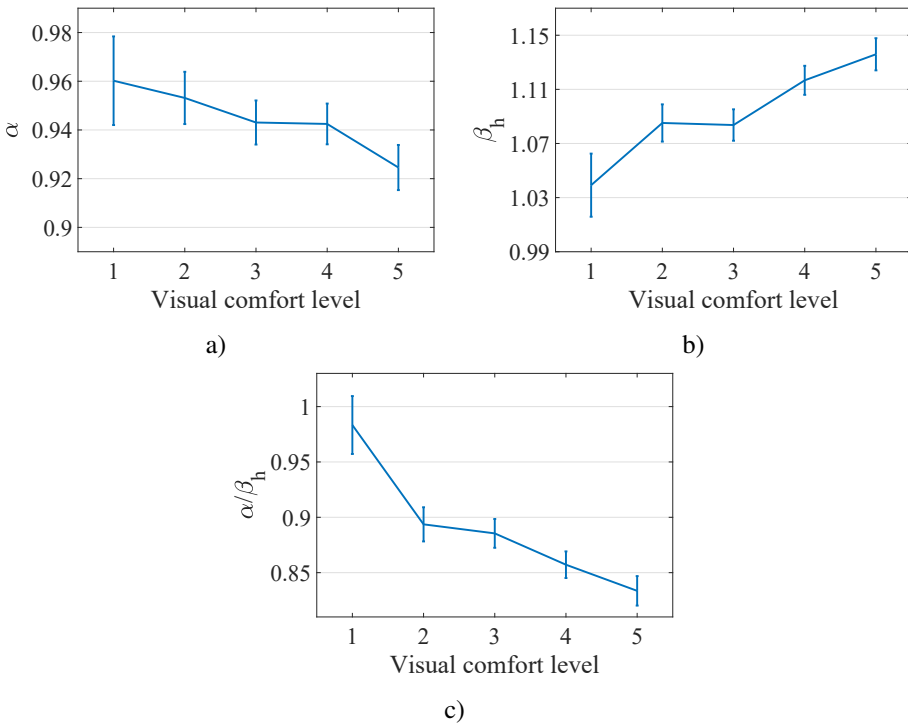 0.98
0.96
0.94
0.92
0.9
α
1 2 3 4 5
Visual comfort level
a)
1.15
1.11
1.07
1.03
0.99
βh
1 2 3 4 5
Visual comfort level
b)
1
0.95
0.9
0.85
α/βh
1 2 3 4 5
Visual comfort level
c)